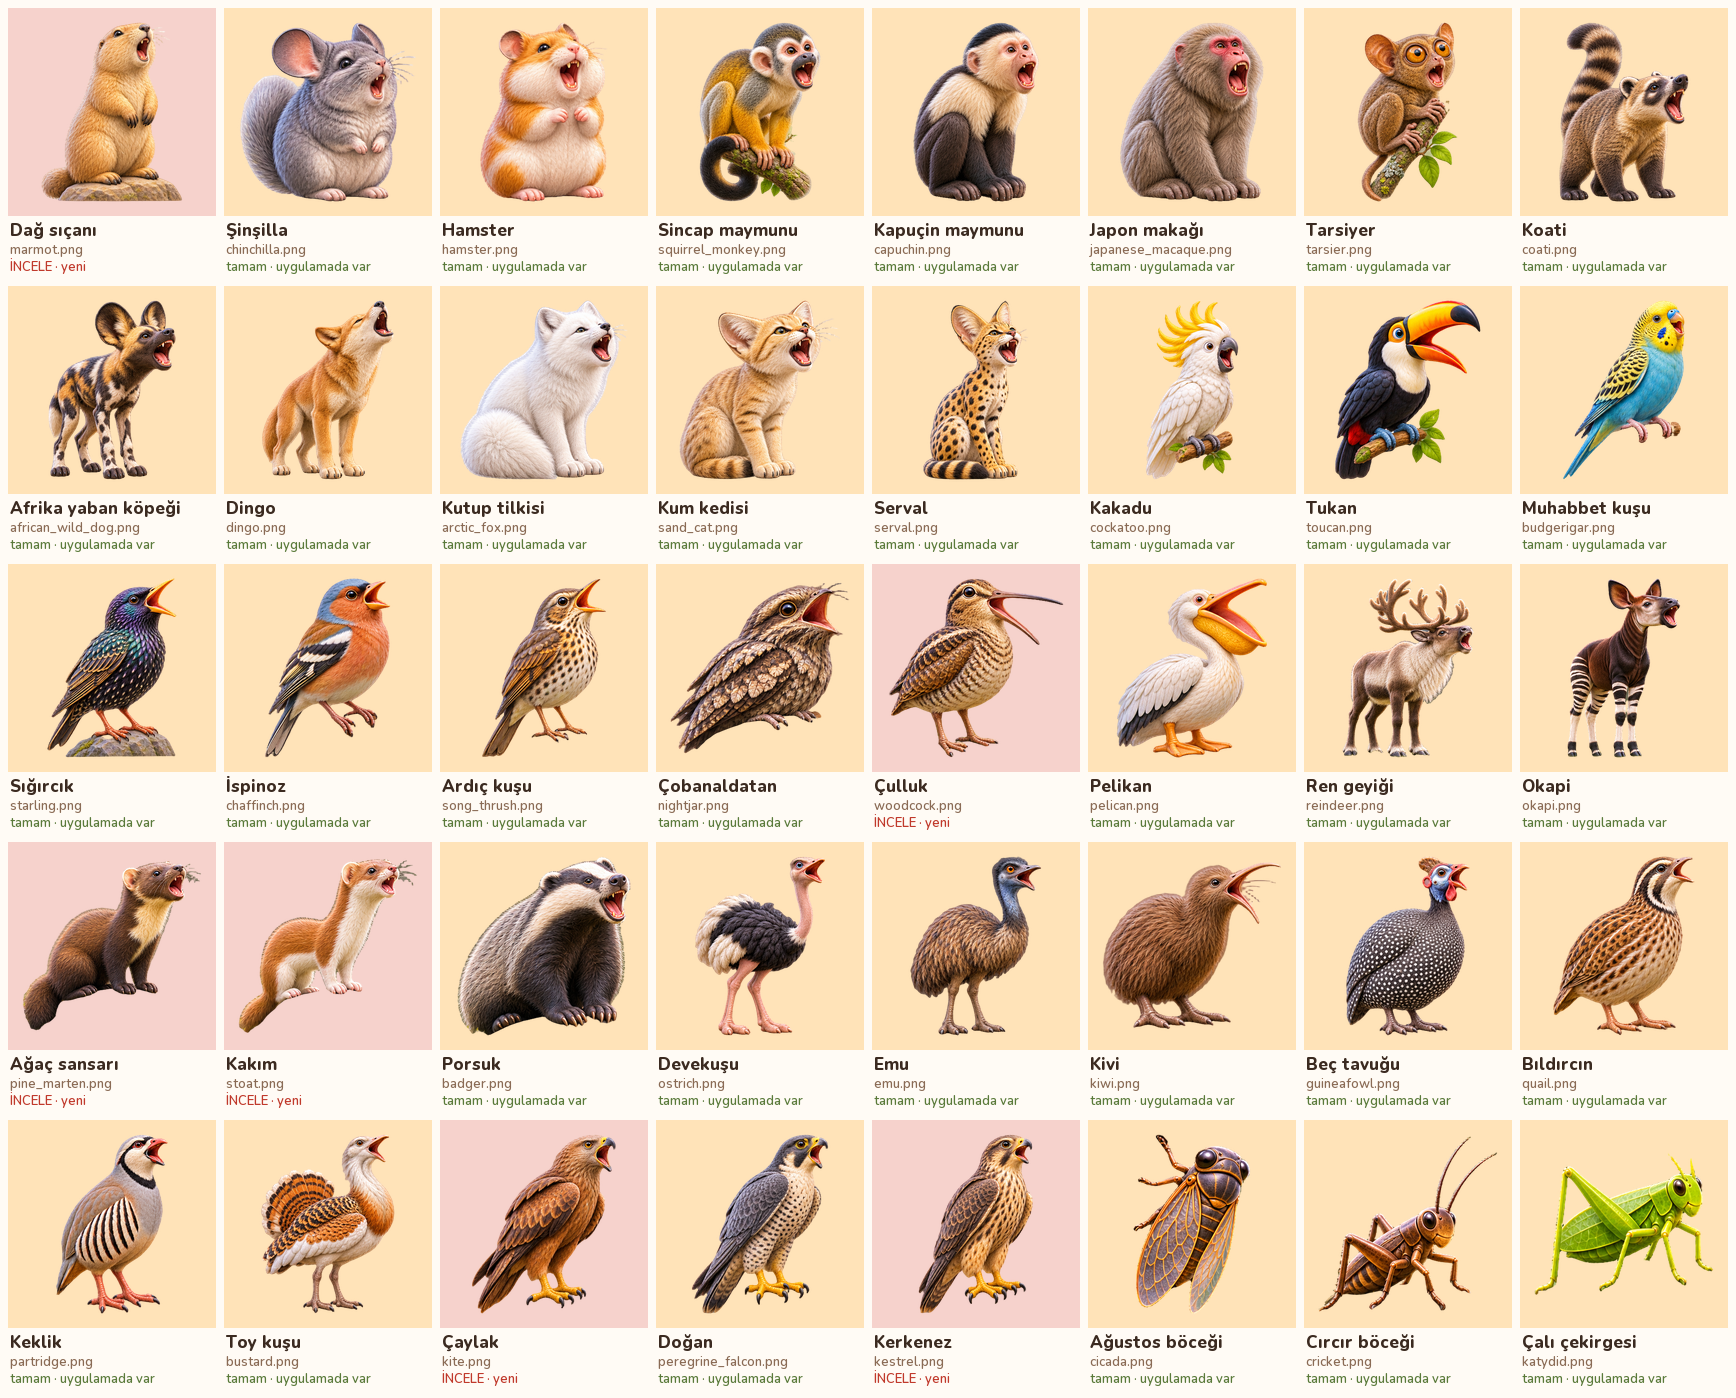 Dağ sıçanı
marmot.png
İNCELE · yeni
Şinşilla
chinchilla.png
tamam · uygulamada var
Hamster
hamster.png
tamam · uygulamada var
Sincap maymunu
squirrel_monkey.png
tamam · uygulamada var
Kapuçin maymunu
capuchin.png
tamam · uygulamada var
Japon makağı
japanese_macaque.png
tamam · uygulamada var
Tarsiyer
tarsier.png
tamam · uygulamada var
Koati
coati.png
tamam · uygulamada var
Afrika yaban köpeği
african_wild_dog.png
tamam · uygulamada var
Dingo
dingo.png
tamam · uygulamada var
Kutup tilkisi
arctic_fox.png
tamam · uygulamada var
Kum kedisi
sand_cat.png
tamam · uygulamada var
Serval
serval.png
tamam · uygulamada var
Kakadu
cockatoo.png
tamam · uygulamada var
Tukan
toucan.png
tamam · uygulamada var
Muhabbet kuşu
budgerigar.png
tamam · uygulamada var
Sığırcık
starling.png
tamam · uygulamada var
İspinoz
chaffinch.png
tamam · uygulamada var
Ardıç kuşu
song_thrush.png
tamam · uygulamada var
Çobanaldatan
nightjar.png
tamam · uygulamada var
Çulluk
woodcock.png
İNCELE · yeni
Pelikan
pelican.png
tamam · uygulamada var
Ren geyiği
reindeer.png
tamam · uygulamada var
Okapi
okapi.png
tamam · uygulamada var
Ağaç sansarı
pine_marten.png
İNCELE · yeni
Kakım
stoat.png
İNCELE · yeni
Porsuk
badger.png
tamam · uygulamada var
Devekuşu
ostrich.png
tamam · uygulamada var
Emu
emu.png
tamam · uygulamada var
Kivi
kiwi.png
tamam · uygulamada var
Beç tavuğu
guineafowl.png
tamam · uygulamada var
Bıldırcın
quail.png
tamam · uygulamada var
Keklik
partridge.png
tamam · uygulamada var
Toy kuşu
bustard.png
tamam · uygulamada var
Çaylak
kite.png
İNCELE · yeni
Doğan
peregrine_falcon.png
tamam · uygulamada var
Kerkenez
kestrel.png
İNCELE · yeni
Ağustos böceği
cicada.png
tamam · uygulamada var
Cırcır böceği
cricket.png
tamam · uygulamada var
Çalı çekirgesi
katydid.png
tamam · uygulamada var